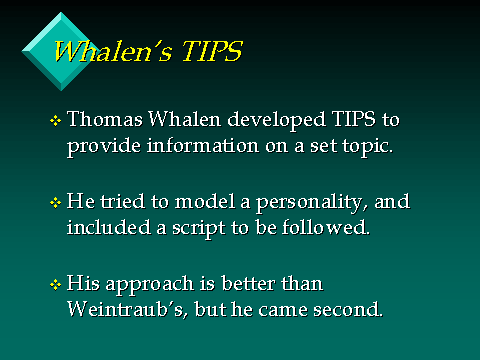 Whalen's TIPS
Thomas Whalen developed TIPS to
provide information on a set topic.
He tried to model a personality, and
included a script to be followed.
His approach is better than
Weintraub's, but he came second.